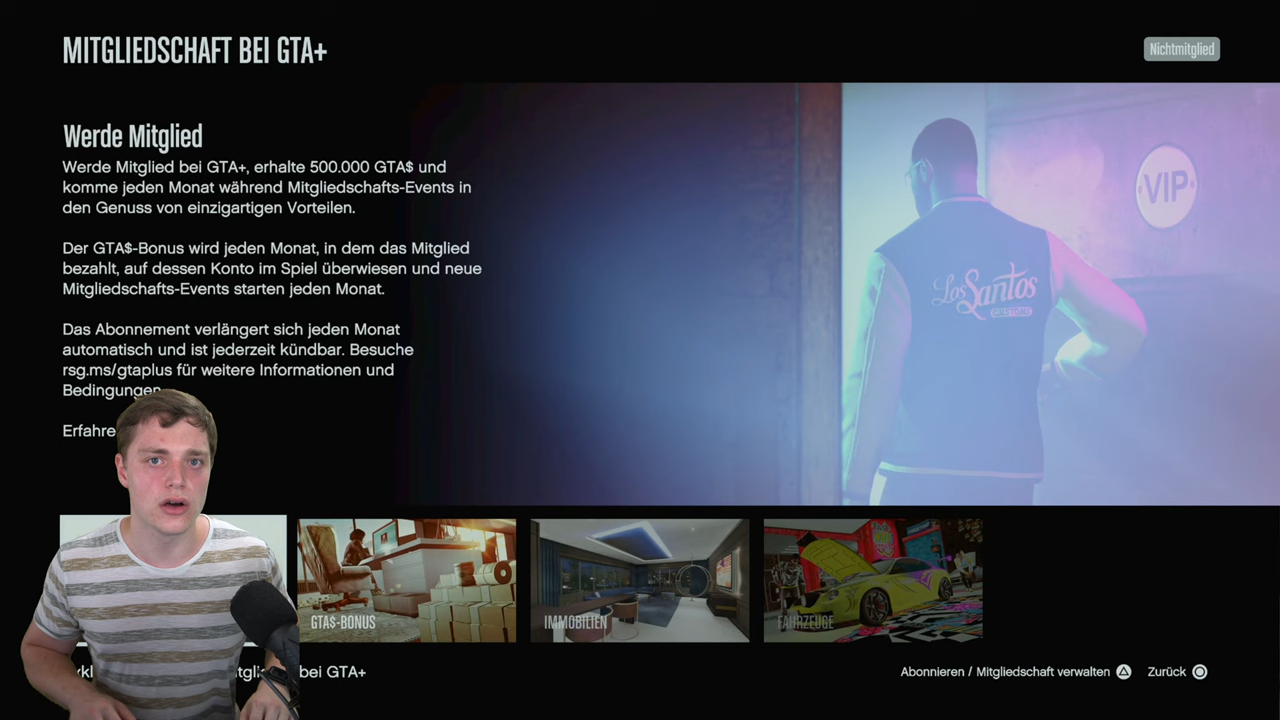 MITGLIEDSCHAFT BEI GTA+
Nichtmitglied
Werde Mitglied
Werde Mitglied bei GTA+, erhalte 500.000 GTA$ und
komme jeden Monat während Mitgliedschafts-Events in
den Genuss von einzigartigen Vorteilen.
Der GTA$-Bonus wird jeden Monat, in dem das Mitglied
bezahlt, auf dessen Konto im Spiel überwiesen und neue
Mitgliedschafts-Events starten jeden Monat.
Das Abonnement verlängert sich jeden Monat
automatisch und ist jederzeit kündbar. Besuche
rsg.ms/gtaplus für weitere Informationen und
Bedingungen
Erfahre
VIP
Los Santos
CUSTOMS
GTA$-BONUS
IMMOBILIEN
FAHRZEUGE
bei GTA+
Abonnieren / Mitgliedschaft verwalten
Zurück